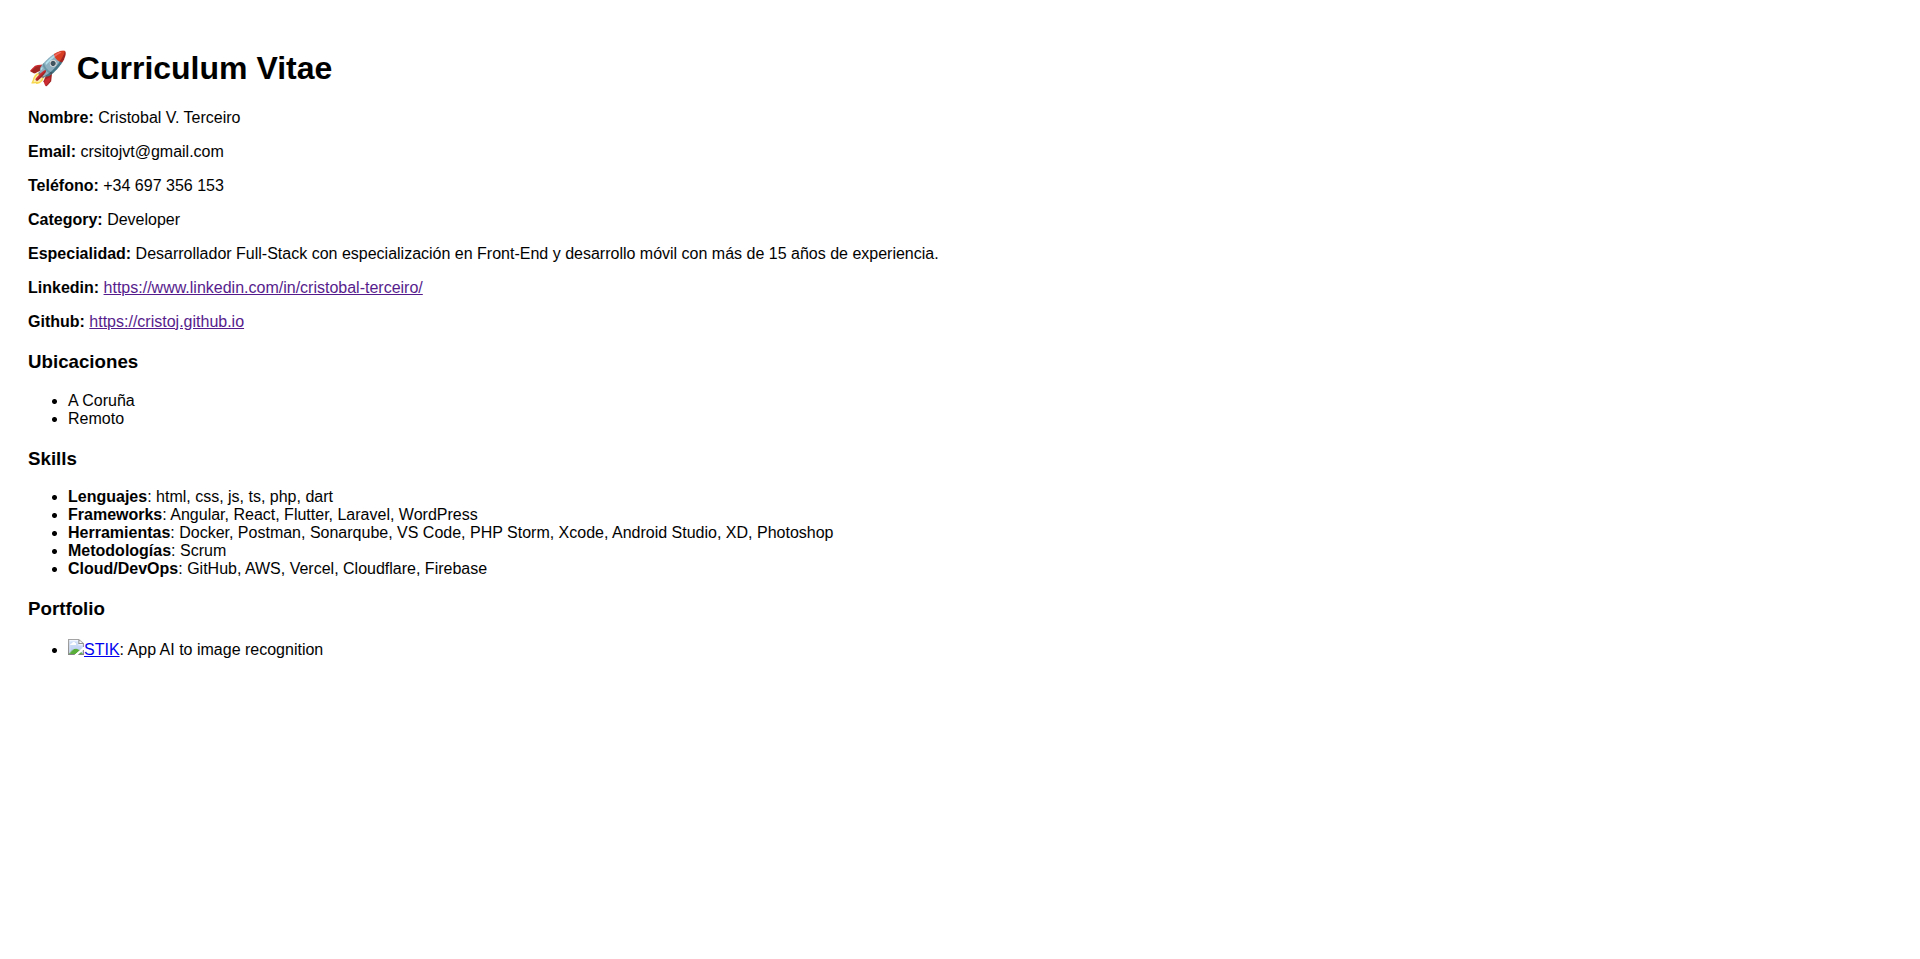 🚀 Curriculum Vitae
Nombre: Cristobal V. Terceiro
Email: crsitojvt@gmail.com
Teléfono: +34 697 356 153
Category: Developer
Especialidad: Desarrollador Full-Stack con especialización en Front-End y desarrollo móvil con más de 15 años de experiencia.
Linkedin: https://www.linkedin.com/in/cristobal-terceiro/
Github: https://cristoj.github.io
Ubicaciones
• A Coruña
• Remoto
Skills
• Lenguajes: html, css, js, ts, php, dart
• Frameworks: Angular, React, Flutter, Laravel, WordPress
• Herramientas: Docker, Postman, Sonarqube, VS Code, PHP Storm, Xcode, Android Studio, XD, Photoshop
• Metodologías: Scrum
• Cloud/DevOps: GitHub, AWS, Vercel, Cloudflare, Firebase
Portfolio
• STIK: App AI to image recognition